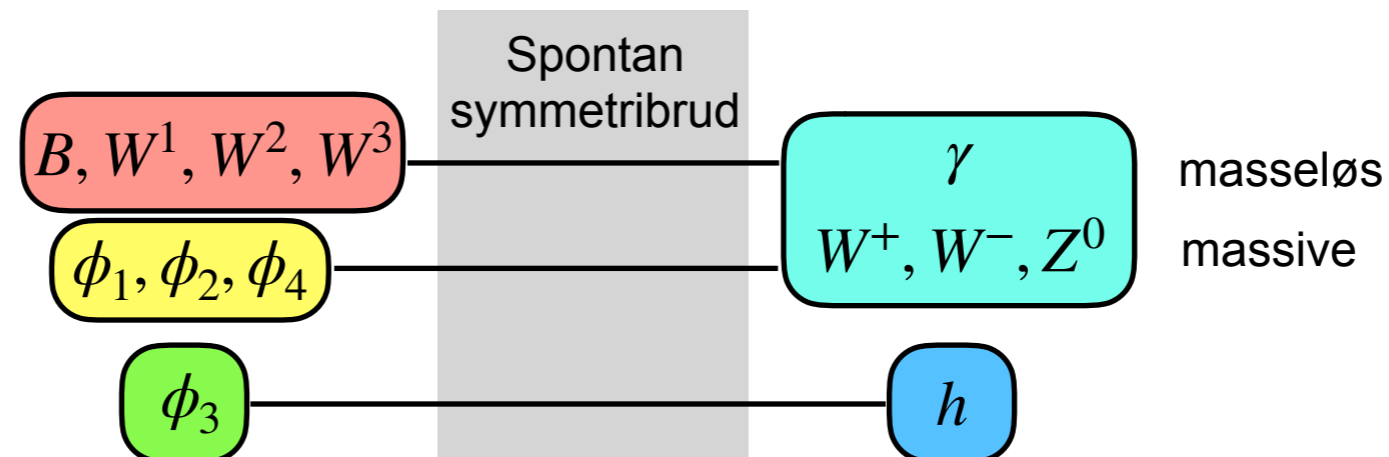 Spontan
symmetribrud
B, W¹, W², W³
γ
masseløs
ϕ₁, ϕ₂, ϕ₄
W⁺, W⁻, Z⁰
massive
ϕ₃
h